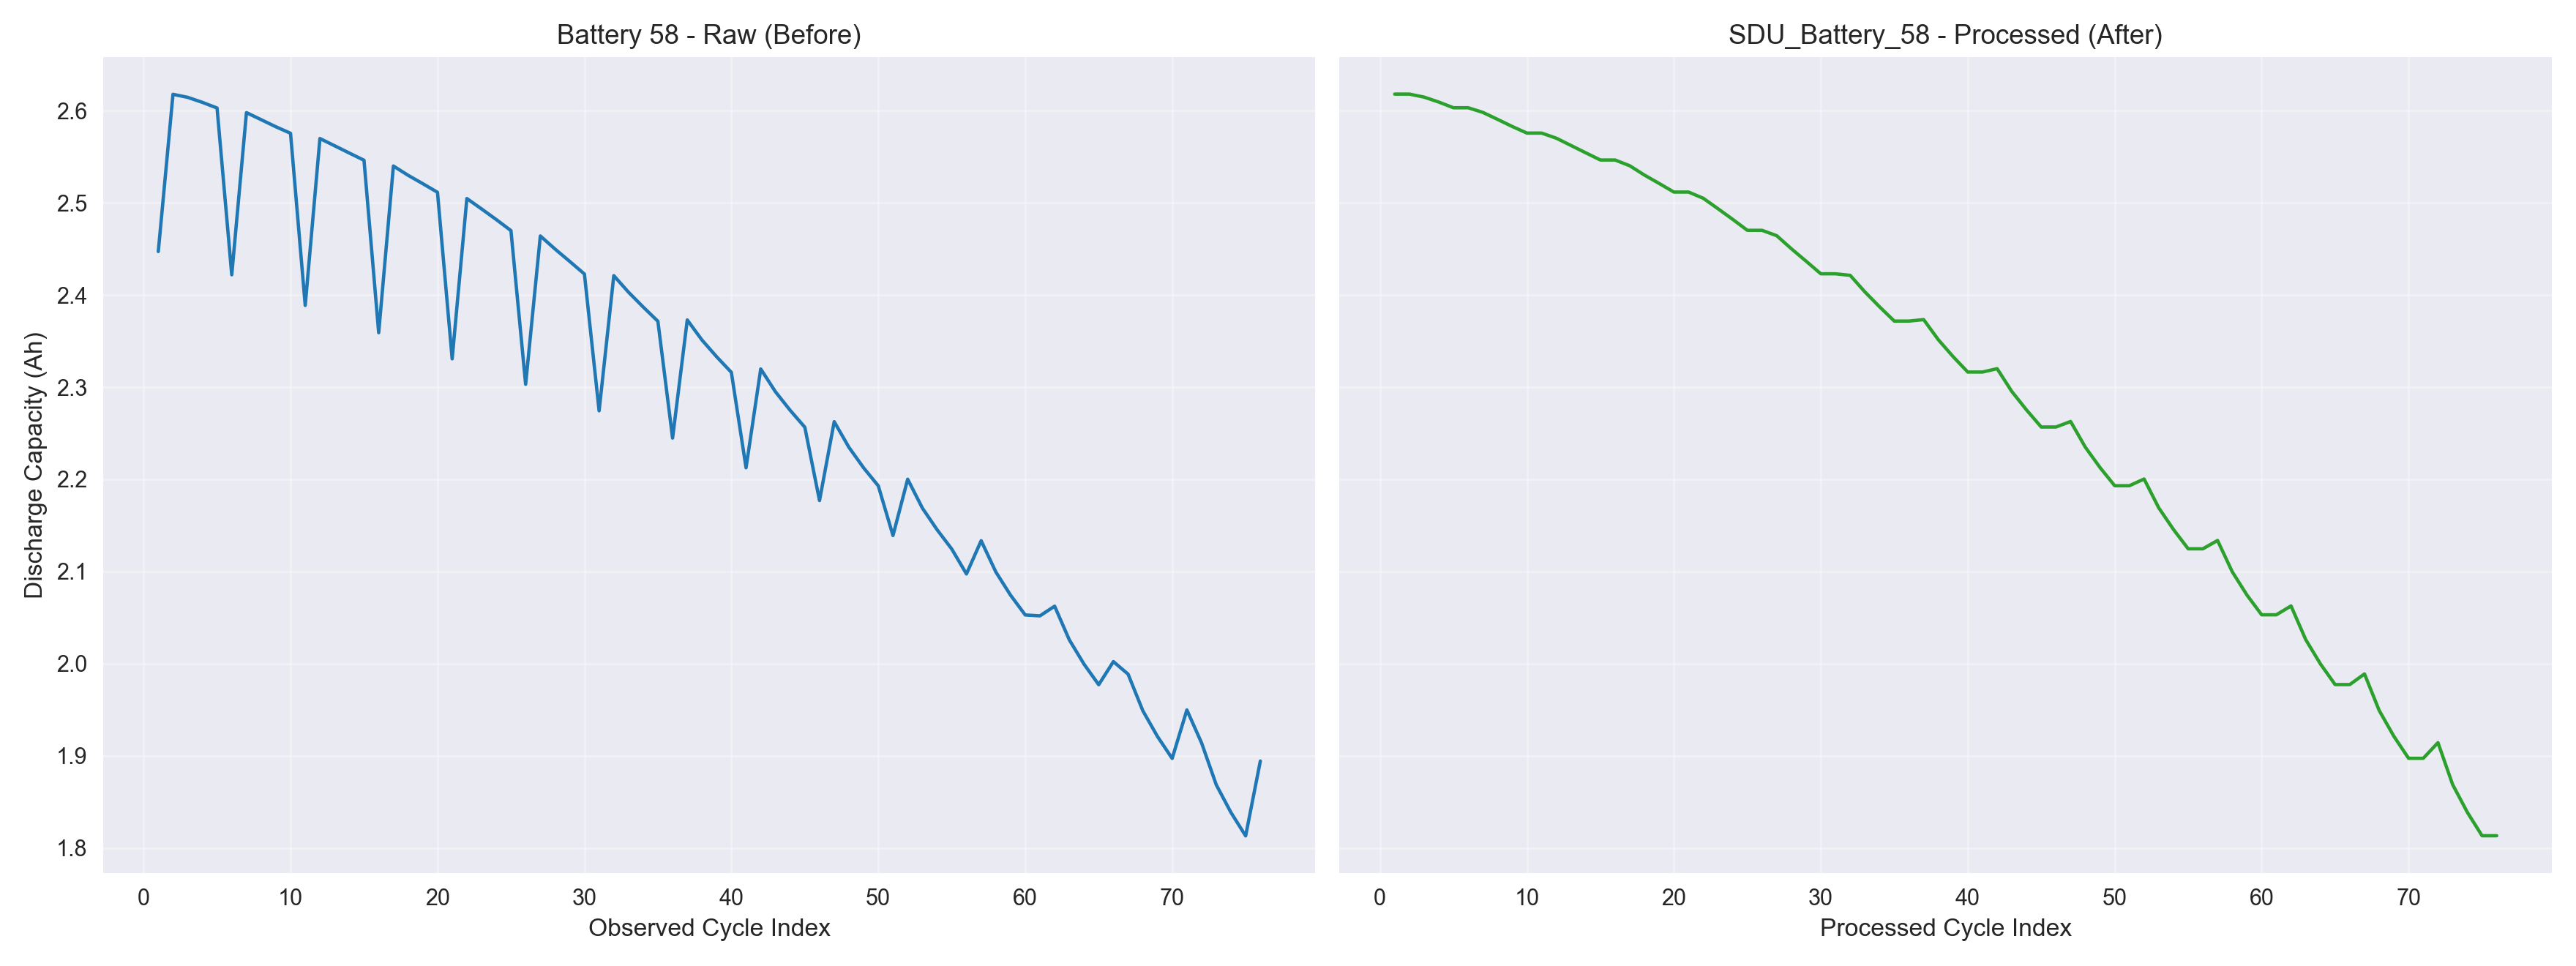 Battery 58 - Raw (Before)
2.6
2.5
2.4
2.3
2.2
2.1
2.0
1.9
1.8
Discharge Capacity (Ah)
0 10 20 30 40 50 60 70
Observed Cycle Index
SDU_Battery_58 - Processed (After)
0 10 20 30 40 50 60 70
Processed Cycle Index